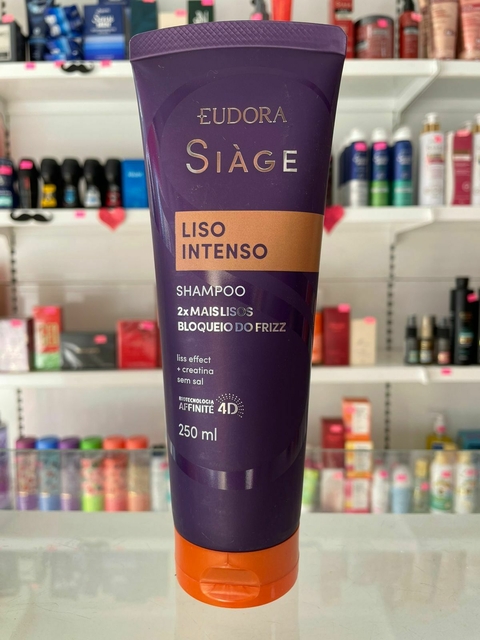 EUDORA
SIÀGE
LISO
INTENSO
SHAMPOO
2x MAIS LISOS
BLOQUEIO DO FRIZZ
liss effect
+ creatina
sem sal
BIOTECNOLOGIA
AFFINITÉ 4D
250 ml